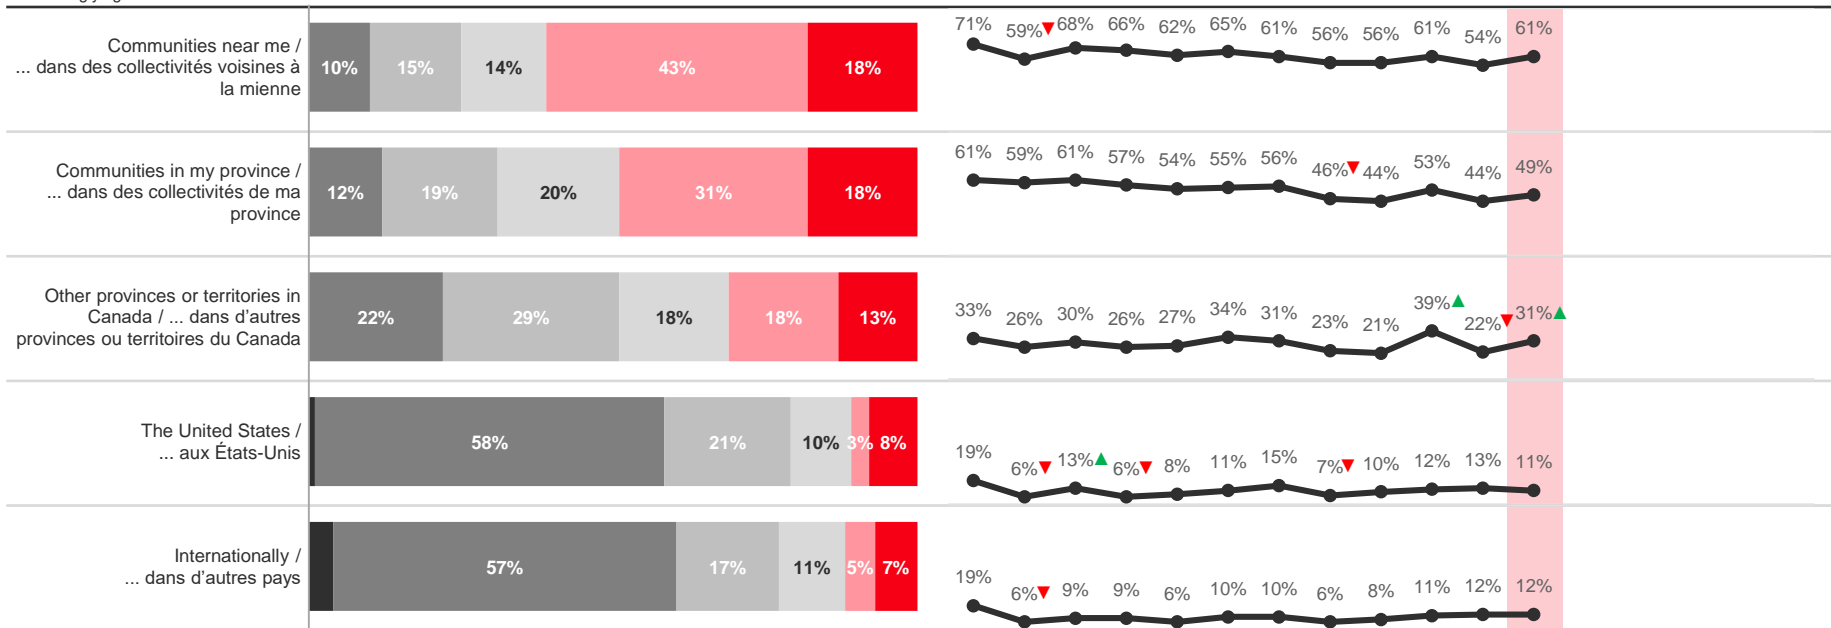 Communities near me /
... dans des collectivités voisines à
la mienne
10% 15% 14% 43% 18%
71% 59% 68% 66% 62% 65% 61% 56% 56% 61% 54% 61%
Communities in my province /
... dans des collectivités de ma
province
12% 19% 20% 31% 18%
61% 59% 61% 57% 54% 55% 56% 46% 44% 53% 44% 49%
Other provinces or territories in
Canada / ... dans d'autres
provinces ou territoires du Canada
22% 29% 18% 18% 13%
33% 26% 30% 26% 27% 34% 31% 23% 21% 39% 22% 31%
The United States /
... aux États-Unis
58% 21% 10% 3% 8%
19% 6% 13% 6% 8% 11% 15% 7% 10% 12% 13% 11%
Internationally /
... dans d'autres pays
57% 17% 11% 5% 7%
19% 6% 9% 9% 6% 10% 10% 6% 8% 11% 12% 12%